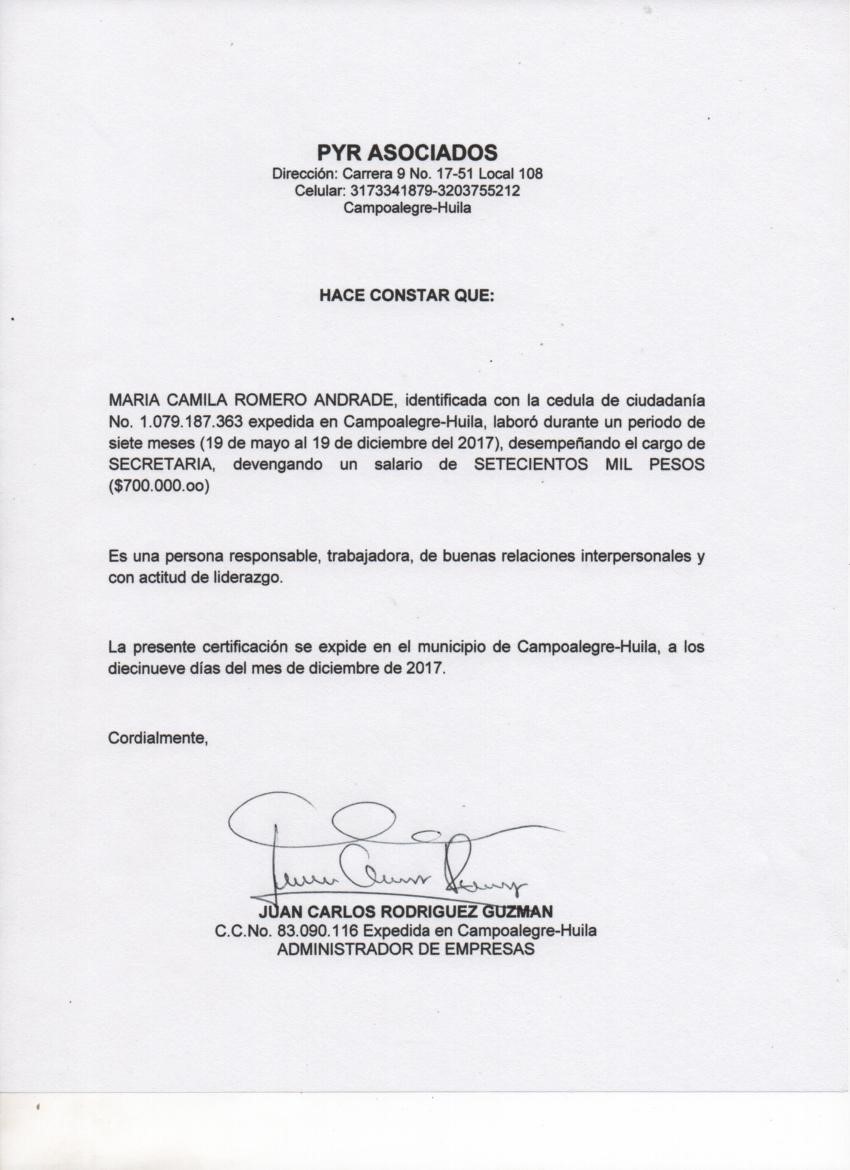 PYR ASOCIADOS
Dirección: Carrera 9 No. 17-51 Local 108
Celular: 3173341879-3203755212
Campoalegre-Huila
HACE CONSTAR QUE:
MARIA CAMILA ROMERO ANDRADE, identificada con la cedula de ciudadanía
No. 1.079.187.363 expedida en Campoalegre-Huila, laboró durante un periodo de
siete meses (19 de mayo al 19 de diciembre del 2017), desempeñando el cargo de
SECRETARIA, devengando un salario de SETECIENTOS MIL PESOS
($700.000.oo)
Es una persona responsable, trabajadora, de buenas relaciones interpersonales y
con actitud de liderazgo.
La presente certificación se expide en el municipio de Campoalegre-Huila, a los
diecinueve días del mes de diciembre de 2017.
Cordialmente,
JUAN CARLOS RODRIGUEZ GUZMAN
C.C.No. 83.090.116 Expedida en Campoalegre-Huila
ADMINISTRADOR DE EMPRESAS